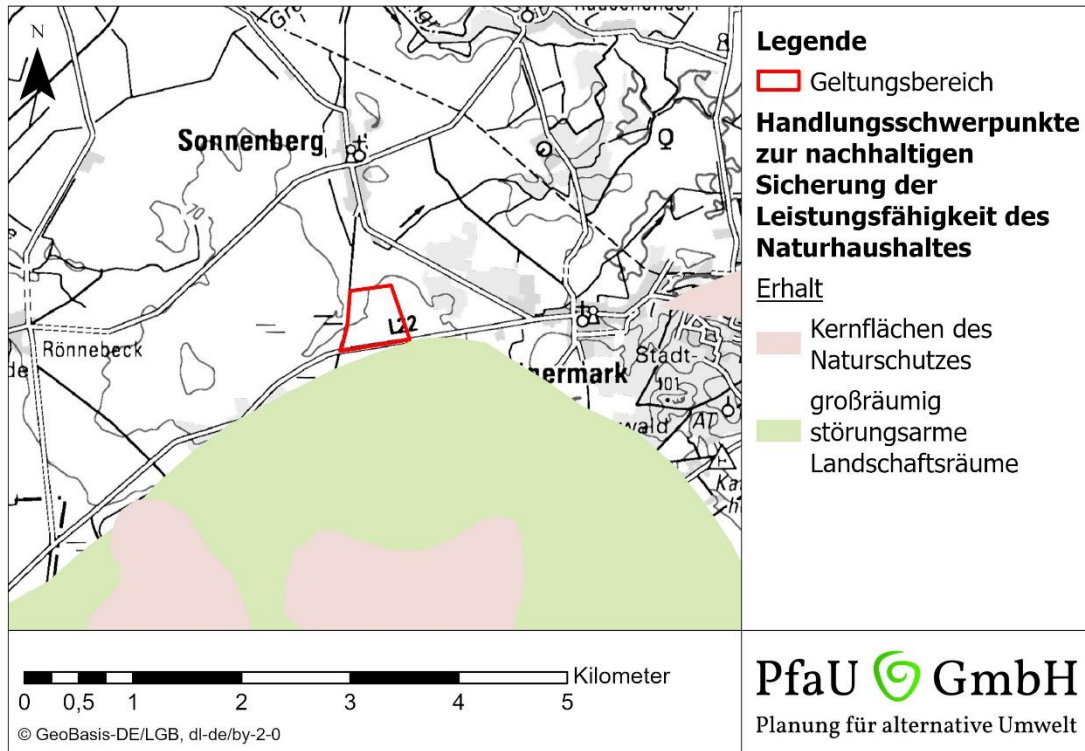 N
Sonnenberg
L22
Rönnebeck
Stadt-
101
wald
Legende
Geltungsbereich
Handlungsschwerpunkte
zur nachhaltigen
Sicherung der
Leistungsfähigkeit des
Naturhaushaltes
Erhalt
Kernflächen des
Naturschutzes
großräumig
störungsarme
Landschaftsräume
Kilometer
0 0,5 1 2 3 4 5
© GeoBasis-DE/LGB, dl-de/by-2-0
PfaU GmbH
Planung für alternative Umwelt